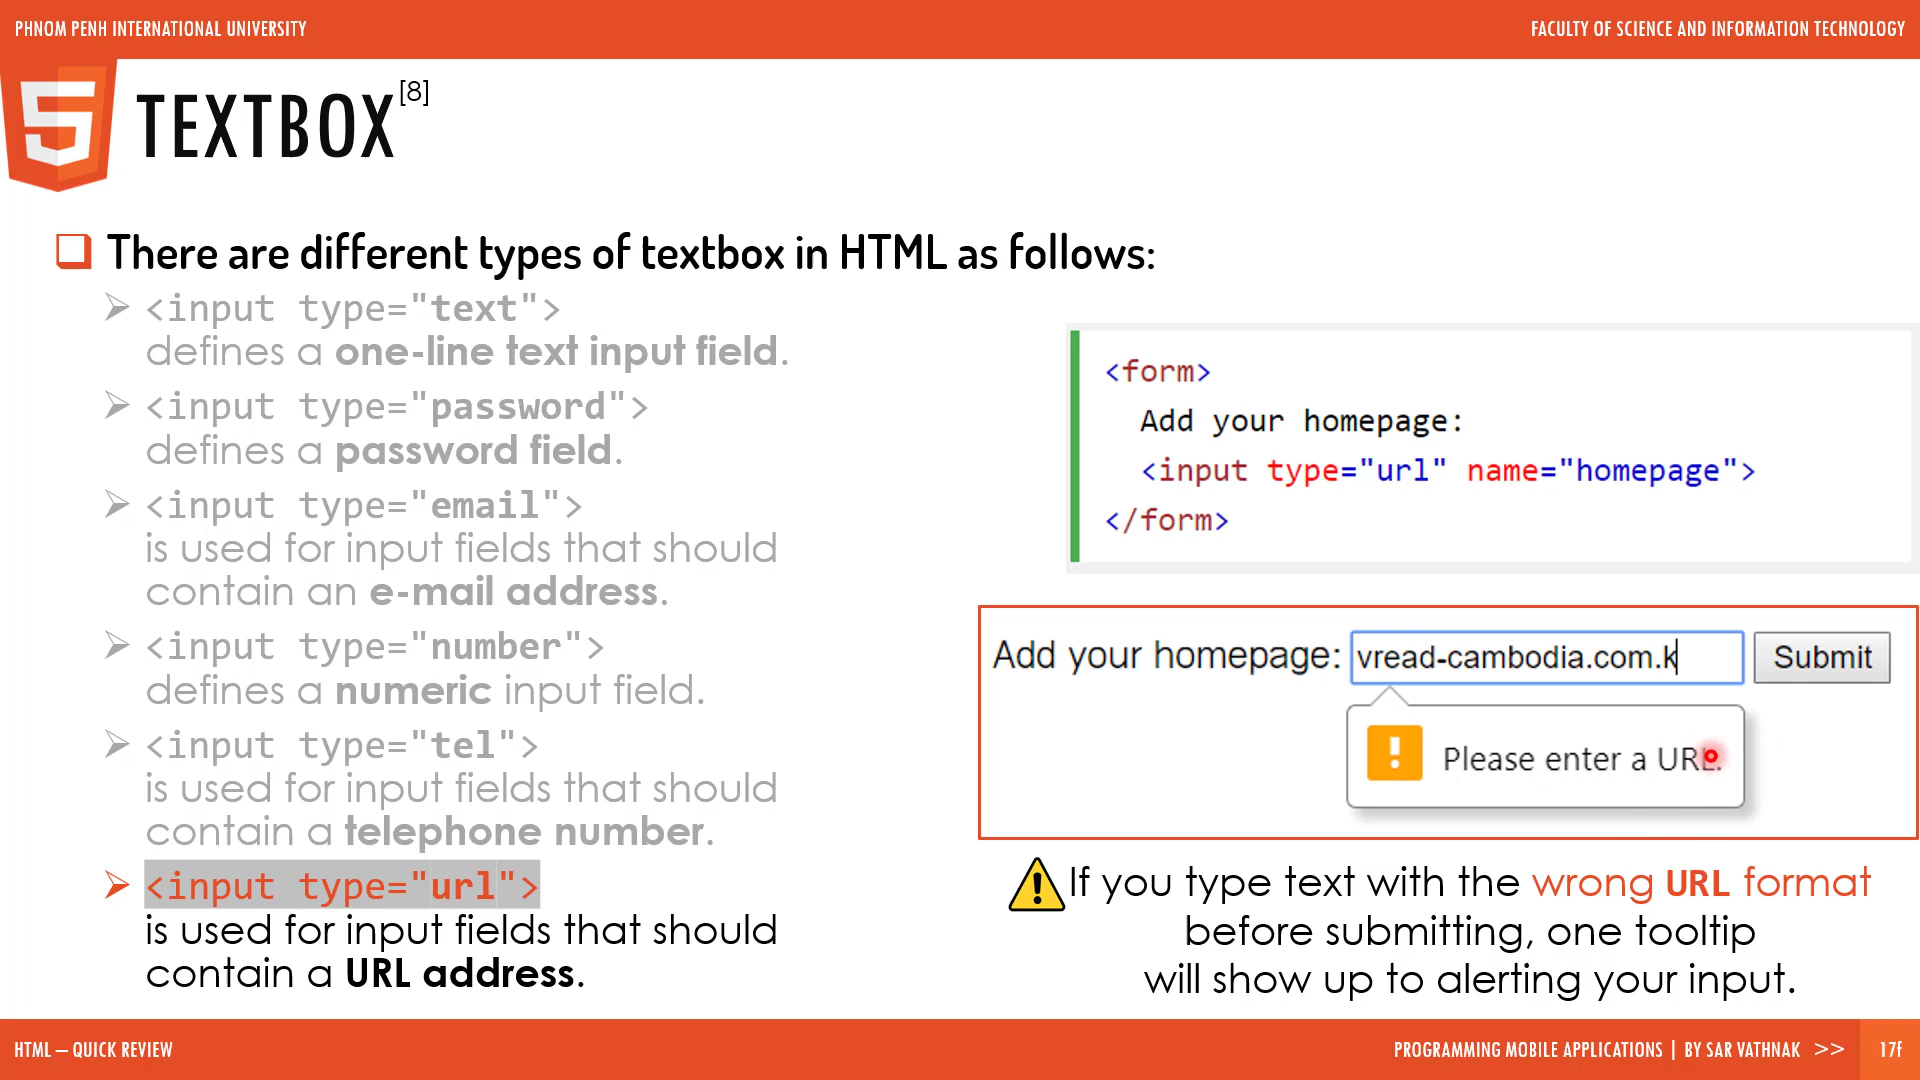 PHNOM PENH INTERNATIONAL UNIVERSITY
FACULTY OF SCIENCE AND INFORMATION TECHNOLOGY
TEXTBOX[8]
There are different types of textbox in HTML as follows:
<input type="text">
defines a one-line text input field.
<input type="password">
defines a password field.
<input type="email">
is used for input fields that should
contain an e-mail address.
<input type="number">
defines a numeric input field.
<input type="tel">
is used for input fields that should
contain a telephone number.
<input type="url">
is used for input fields that should
contain a URL address.
<form>
Add your homepage:
<input type="url" name="homepage">
</form>
Add your homepage: vread-cambodia.com.k Submit
Please enter a URL.
If you type text with the wrong URL format
before submitting, one tooltip
will show up to alerting your input.
HTML – QUICK REVIEW
PROGRAMMING MOBILE APPLICATIONS | BY SAR VATHNAK >> 17f